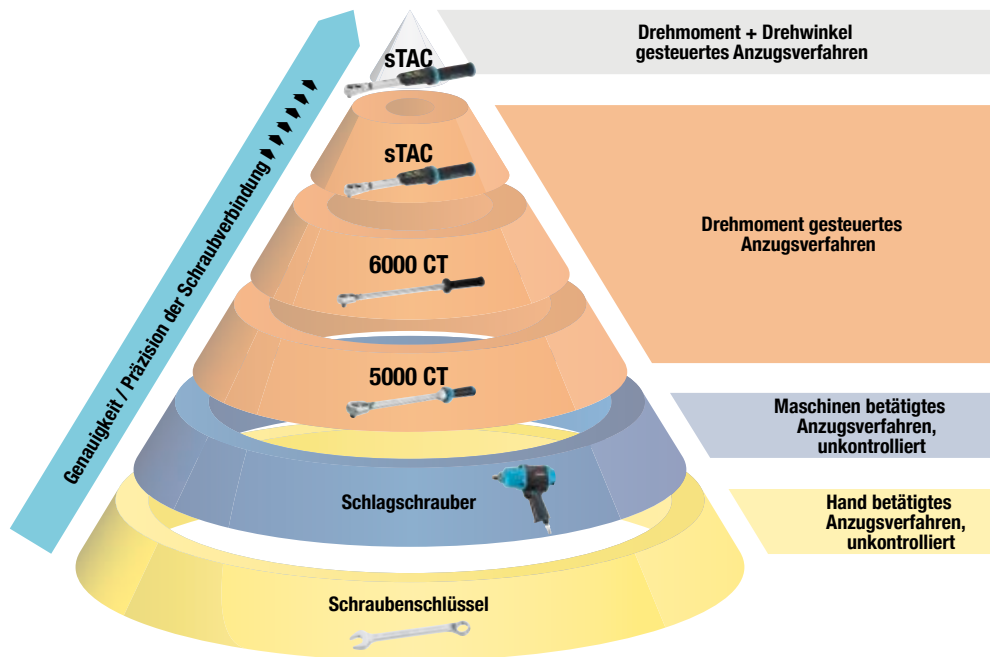 Genauigkeit / Präzision der Schraubverbindung
sTAC
Drehmoment + Drehwinkel
gesteuertes Anzugsverfahren
sTAC
6000 CT
5000 CT
Drehmoment gesteuertes
Anzugsverfahren
Schlagschrauber
Maschinen betätigtes
Anzugsverfahren,
unkontrolliert
Schraubenschlüssel
Hand betätigtes
Anzugsverfahren,
unkontrolliert